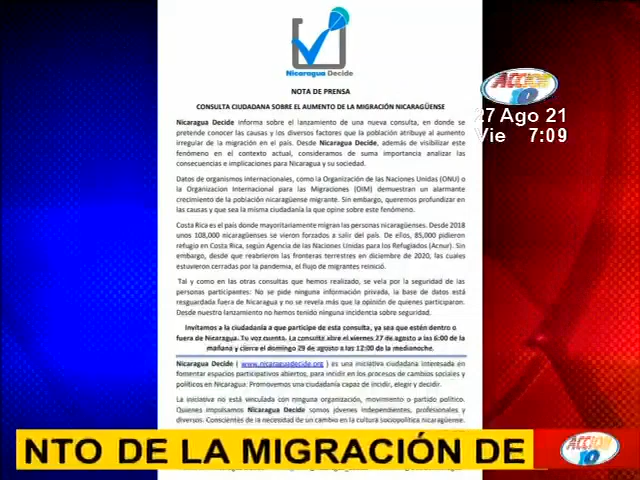 Nicaragua Decide
NOTA DE PRENSA
CONSULTA CIUDADANA SOBRE EL AUMENTO DE LA MIGRACIÓN NICARAGÜENSE
Nicaragua Decide informa sobre el lanzamiento de una nueva consulta, en donde se
pretende conocer las causas y los diversos factores que la población atribuye al aumento
irregular de la migración en el país. Desde Nicaragua Decide, además de visibilizar este
fenómeno en el contexto actual, consideramos de suma importancia analizar las
consecuencias e implicaciones para Nicaragua y su sociedad.
Datos de organismos internacionales, como la Organización de las Naciones Unidas (ONU) o
la Organizacion Internacional para las Migraciones (OIM) demuestran un alarmante
crecimiento de la población nicaragüense migrante. Sin embargo, queremos profundizar en
las causas y que sea la misma ciudadanía la que opine sobre este fenómeno.
Costa Rica es el país donde mayoritariamente migran las personas nicaragüenses. Desde 2018
unos 108,000 nicaragüenses se vieron forzados a salir del país. De ellos, 85,000 pidieron
refugio en Costa Rica, según Agencia de las Naciones Unidas para los Refugiados (Acnur). Sin
embargo, desde que reabrieron las fronteras terrestres en diciembre de 2020, las cuales
estuvieron cerradas por la pandemia, el flujo de migrantes reinició.
Tal y como en las otras consultas que hemos realizado, se vela por la seguridad de las
personas participantes: No se pide ninguna información privada, la base de datos está
resguardada fuera de Nicaragua y no se revela más que la opinión de quienes participaron.
Desde nuestro lanzamiento no hemos tenido ninguna incidencia sobre seguridad.
Invitamos a la ciudadanía a que participe de esta consulta, ya sea que estén dentro o
fuera de Nicaragua. Tu voz cuenta. La consulta abre el viernes 27 de agosto a las 6:00 de la
mañana y cierra el domingo 29 de agosto a las 12:00 de la medianoche.
Nicaragua Decide ( www.nicaraguadecide.org ) es una iniciativa ciudadana interesada en
fomentar espacios participativos abiertos, para incidir en los procesos de cambios sociales y
políticos en Nicaragua: Promovemos una ciudadanía capaz de incidir, elegir y decidir.
La iniciativa no está vinculada con ninguna organización, movimiento o partido político.
Quienes impulsamos Nicaragua Decide somos jóvenes independientes, profesionales y
diversos. Conscientes de la necesidad de un cambio en la cultura sociopolítica nicaragüense.
ACCION
10
27 Ago 21
Vie 7:09
NTO DE LA MIGRACIÓN DE
ACCION
10